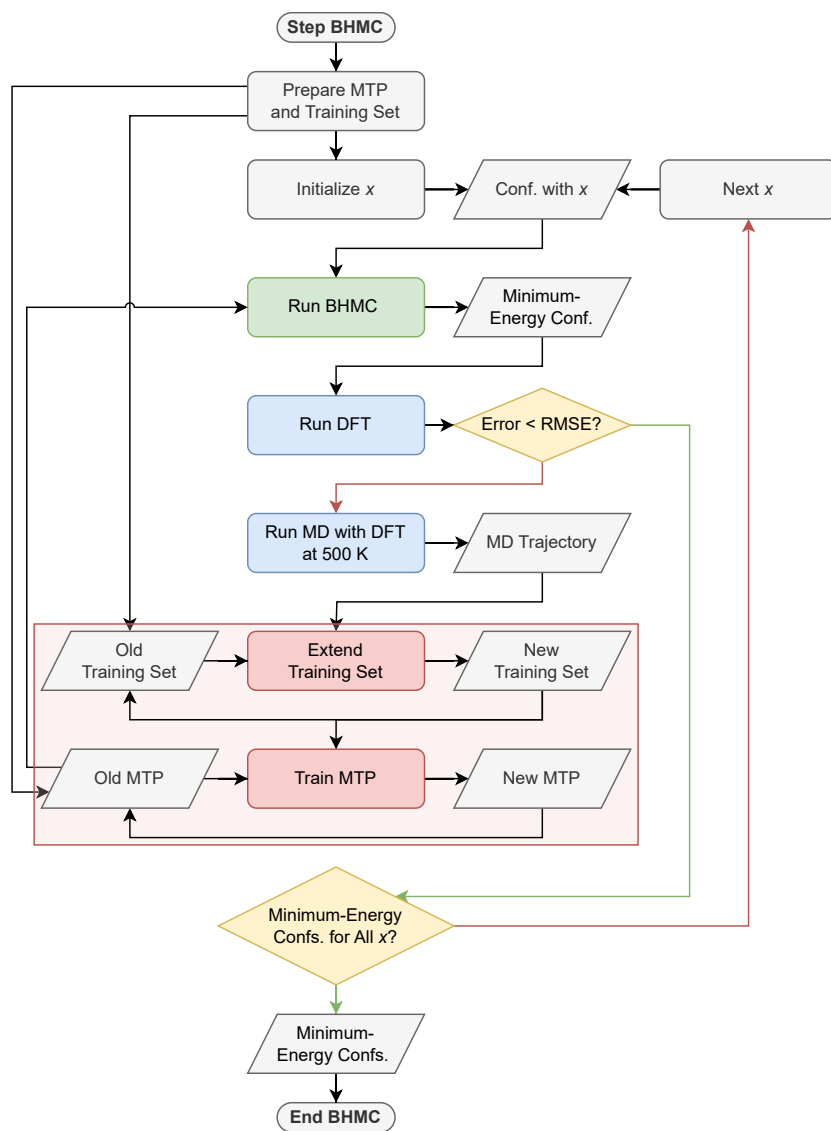 Step BHMC
Prepare MTP
and Training Set
Initialize x
Conf. with x
Next x
Run BHMC
Minimum-
Energy Conf.
Run DFT
Error < RMSE?
Run MD with DFT
at 500 K
MD Trajectory
Old
Training Set
Extend
Training Set
New
Training Set
Old MTP
Train MTP
New MTP
Minimum-Energy
Confs. for All x?
Minimum-
Energy Confs.
End BHMC